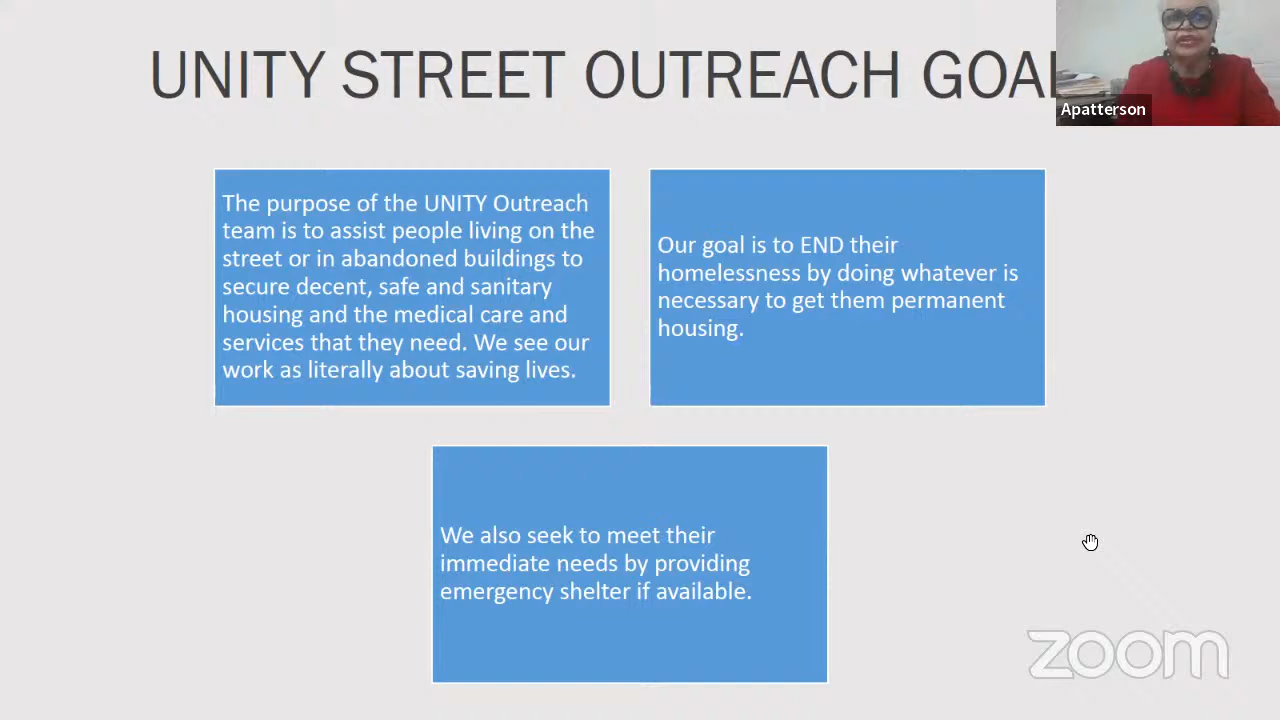 UNITY STREET OUTREACH GOAL
Apatterson
The purpose of the UNITY Outreach
team is to assist people living on the
street or in abandoned buildings to
secure decent, safe and sanitary
housing and the medical care and
services that they need. We see our
work as literally about saving lives.
Our goal is to END their
homelessness by doing whatever is
necessary to get them permanent
housing.
We also seek to meet their
immediate needs by providing
emergency shelter if available.
zoom